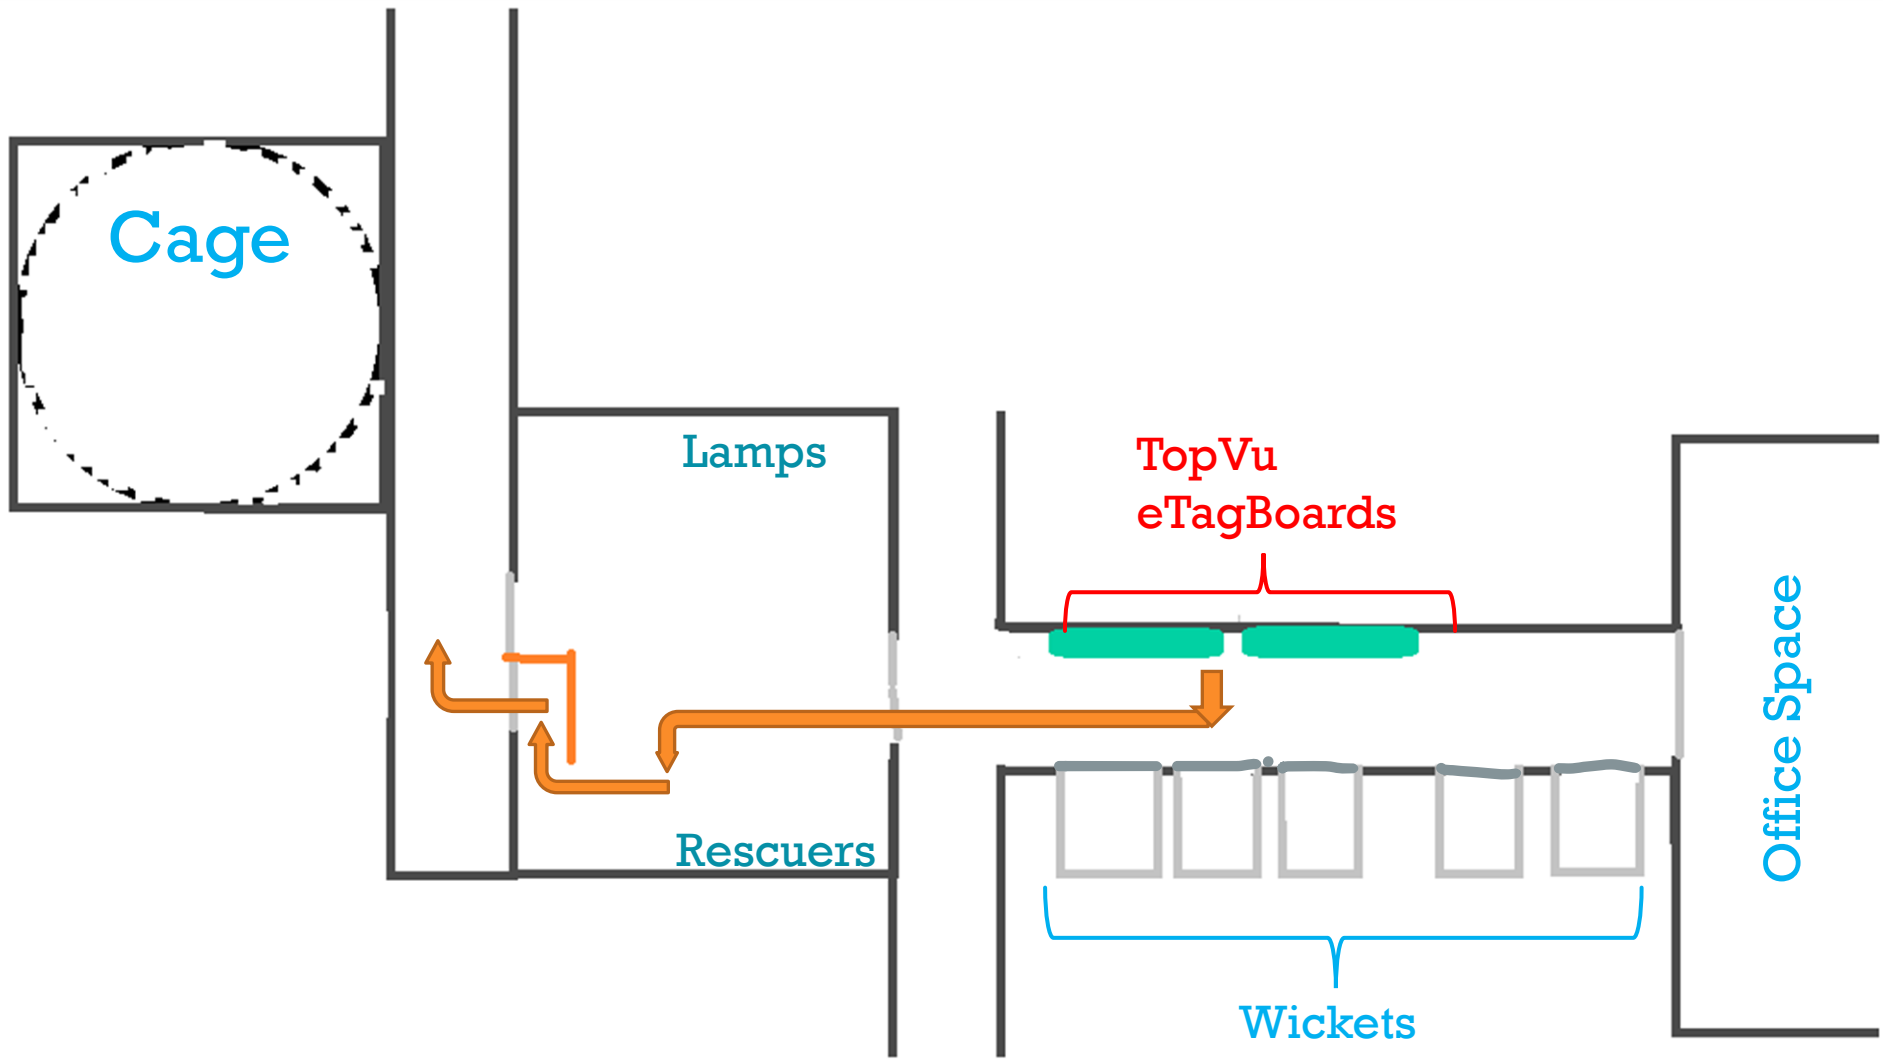 Cage
Lamps
TopVu
eTagBoards
Office Space
Rescuers
Wickets